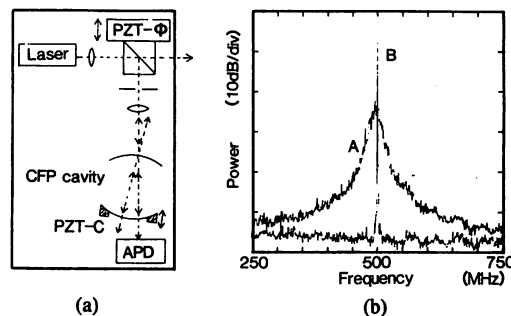 PZT-Φ
Laser
CFP cavity
PZT-C
APD
(a)
Power (10dB/div)
B
A
250 500 750
Frequency (MHz)
(b)